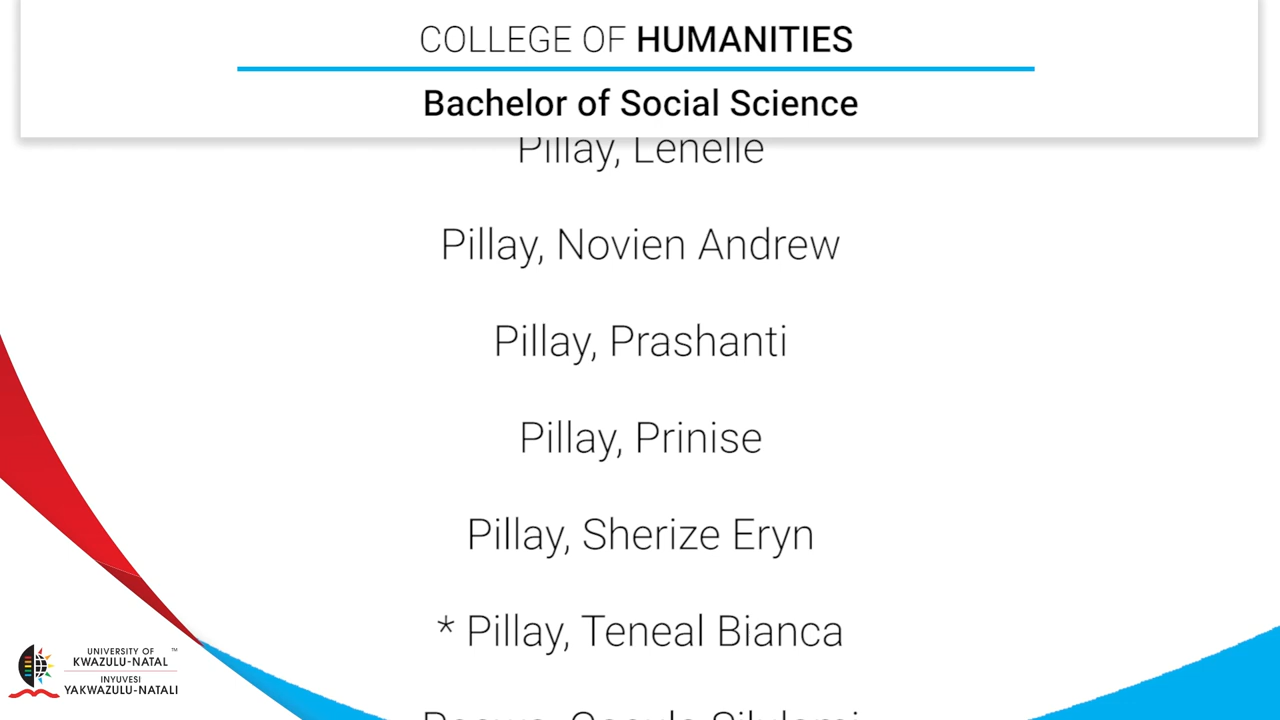 COLLEGE OF HUMANITIES
Bachelor of Social Science
Pillay, Lenelle
Pillay, Novien Andrew
Pillay, Prashanti
Pillay, Prinise
Pillay, Sherize Eryn
* Pillay, Teneal Bianca
UNIVERSITY OF ™
KWAZULU-NATAL
INYUVESI
YAKWAZULU-NATALI